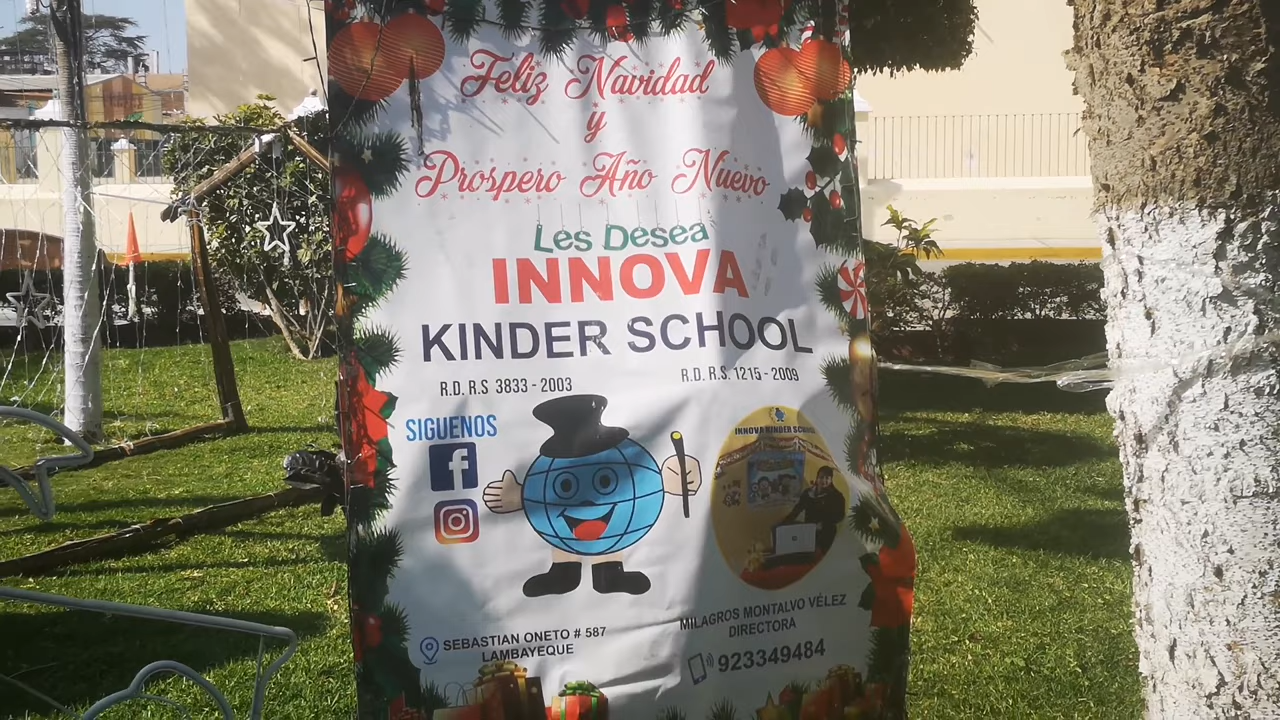 Feliz Navidad
y
Prospero Año Nuevo
Les Desea
INNOVA
KINDER SCHOOL
R.D. R.S 3833 - 2003
R.D. R.S. 1215 - 2009
SIGUENOS
INNOVA KINDER SCHOOL
SEBASTIAN ONETO # 587
LAMBAYEQUE
MILAGROS MONTALVO VÉLEZ
DIRECTORA
923349484